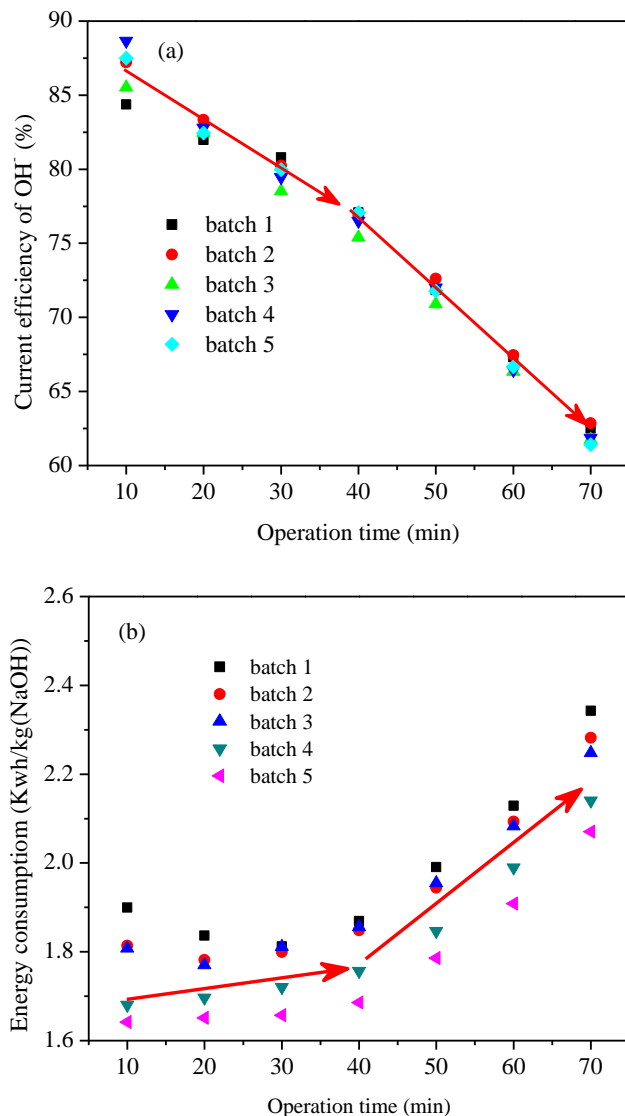 90
(a)
85
80
75
70
65
60
Current efficiency of OH⁻ (%)
batch 1
batch 2
batch 3
batch 4
batch 5
10 20 30 40 50 60 70
Operation time (min)
2.6
(b)
2.4
2.2
2.0
1.8
1.6
Energy consumptiom (Kwh/kg(NaOH))
batch 1
batch 2
batch 3
batch 4
batch 5
10 20 30 40 50 60 70
Operation time (min)